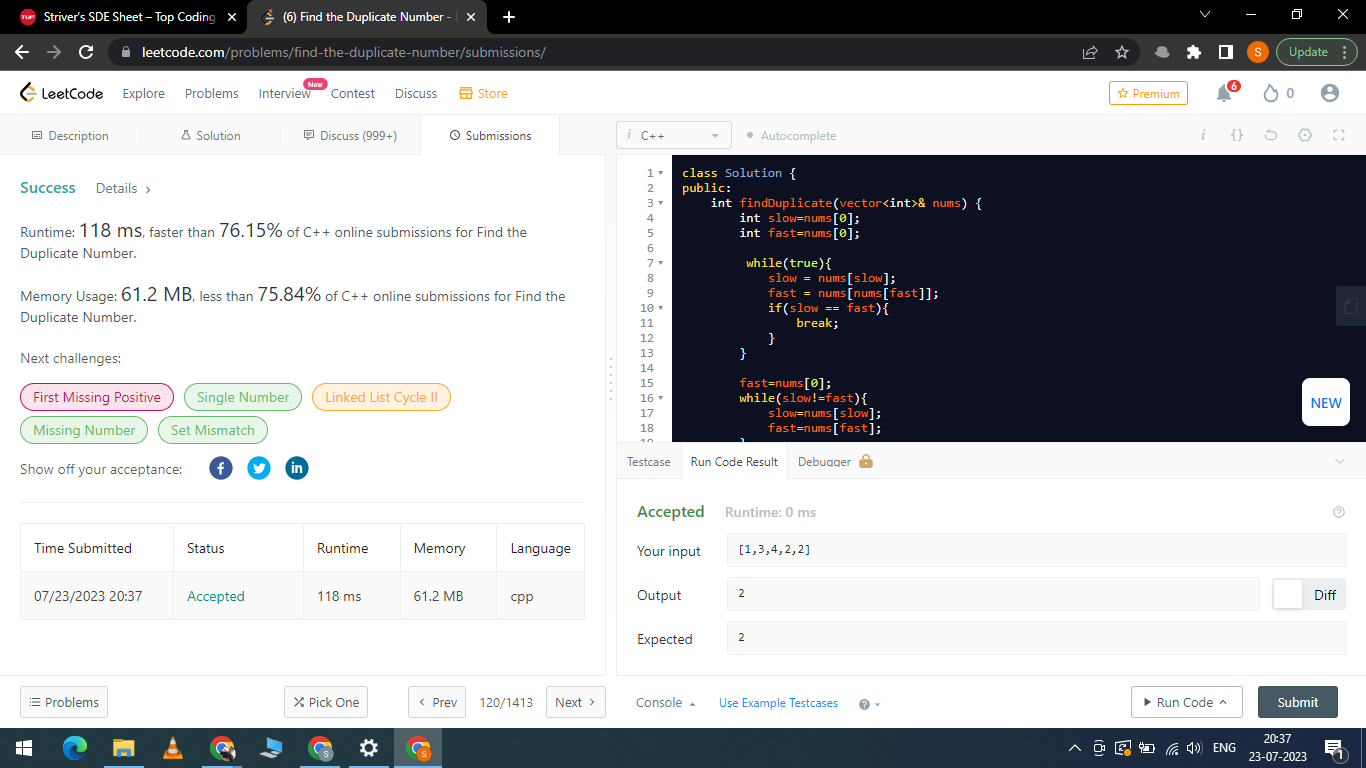 Striver's SDE Sheet – Top Coding
(6) Find the Duplicate Number -
leetcode.com/problems/find-the-duplicate-number/submissions/
S
Update
LeetCode
Explore
Problems
Interview
New
Contest
Discuss
Store
Premium
6
0
Description
Solution
Discuss (999+)
Submissions
Success
Details
Runtime: 118 ms, faster than 76.15% of C++ online submissions for Find the
Duplicate Number.
Memory Usage: 61.2 MB, less than 75.84% of C++ online submissions for Find the
Duplicate Number.
Next challenges:
First Missing Positive
Single Number
Linked List Cycle II
Missing Number
Set Mismatch
Show off your acceptance:
Time Submitted Status Runtime Memory Language
07/23/2023 20:37 Accepted 118 ms 61.2 MB cpp
Problems
Pick One
Prev
120/1413
Next
i C++
Autocomplete
i {}
1 class Solution {
2 public:
3 int findDuplicate(vector<int>& nums) {
4 int slow=nums[0];
5 int fast=nums[0];
6
7 while(true){
8 slow = nums[slow];
9 fast = nums[nums[fast]];
10 if(slow == fast){
11 break;
12 }
13 }
14
15 fast=nums[0];
16 while(slow!=fast){
17 slow=nums[slow];
18 fast=nums[fast];
NEW
Testcase
Run Code Result
Debugger
Accepted
Runtime: 0 ms
Your input
[1,3,4,2,2]
Output
2
Diff
Expected
2
Console
Use Example Testcases
Run Code
Submit
ENG
20:37
23-07-2023
1